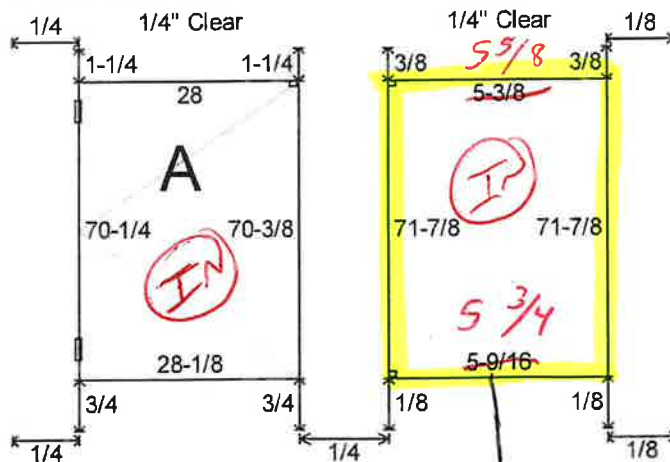 1/4 1/4" Clear 1/4" Clear 1/8
1-1/4 1-1/4 3/8 5 5/8 3/8
28 5-3/8
A
70-1/4 70-3/8 71-7/8 71-7/8
IN
5 3/4
28-1/8 5-9/16
3/4 3/4 1/8 1/8
1/4 1/4 1/8